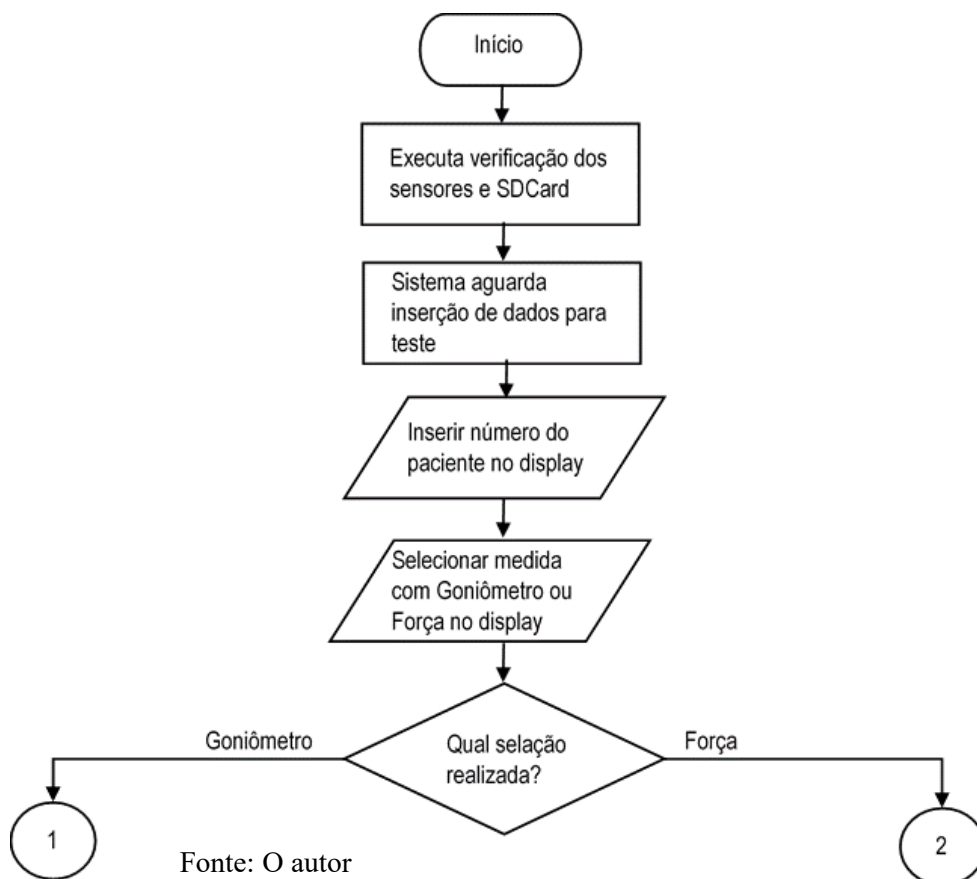 Início
Executa verificação dos
sensores e SDCard
Sistema aguarda
inserção de dados para
teste
Inserir número do
paciente no display
Selecionar medida
com Goniômetro ou
Força no display
Goniômetro
Qual selação
realizada?
Força
1
2
Fonte: O autor